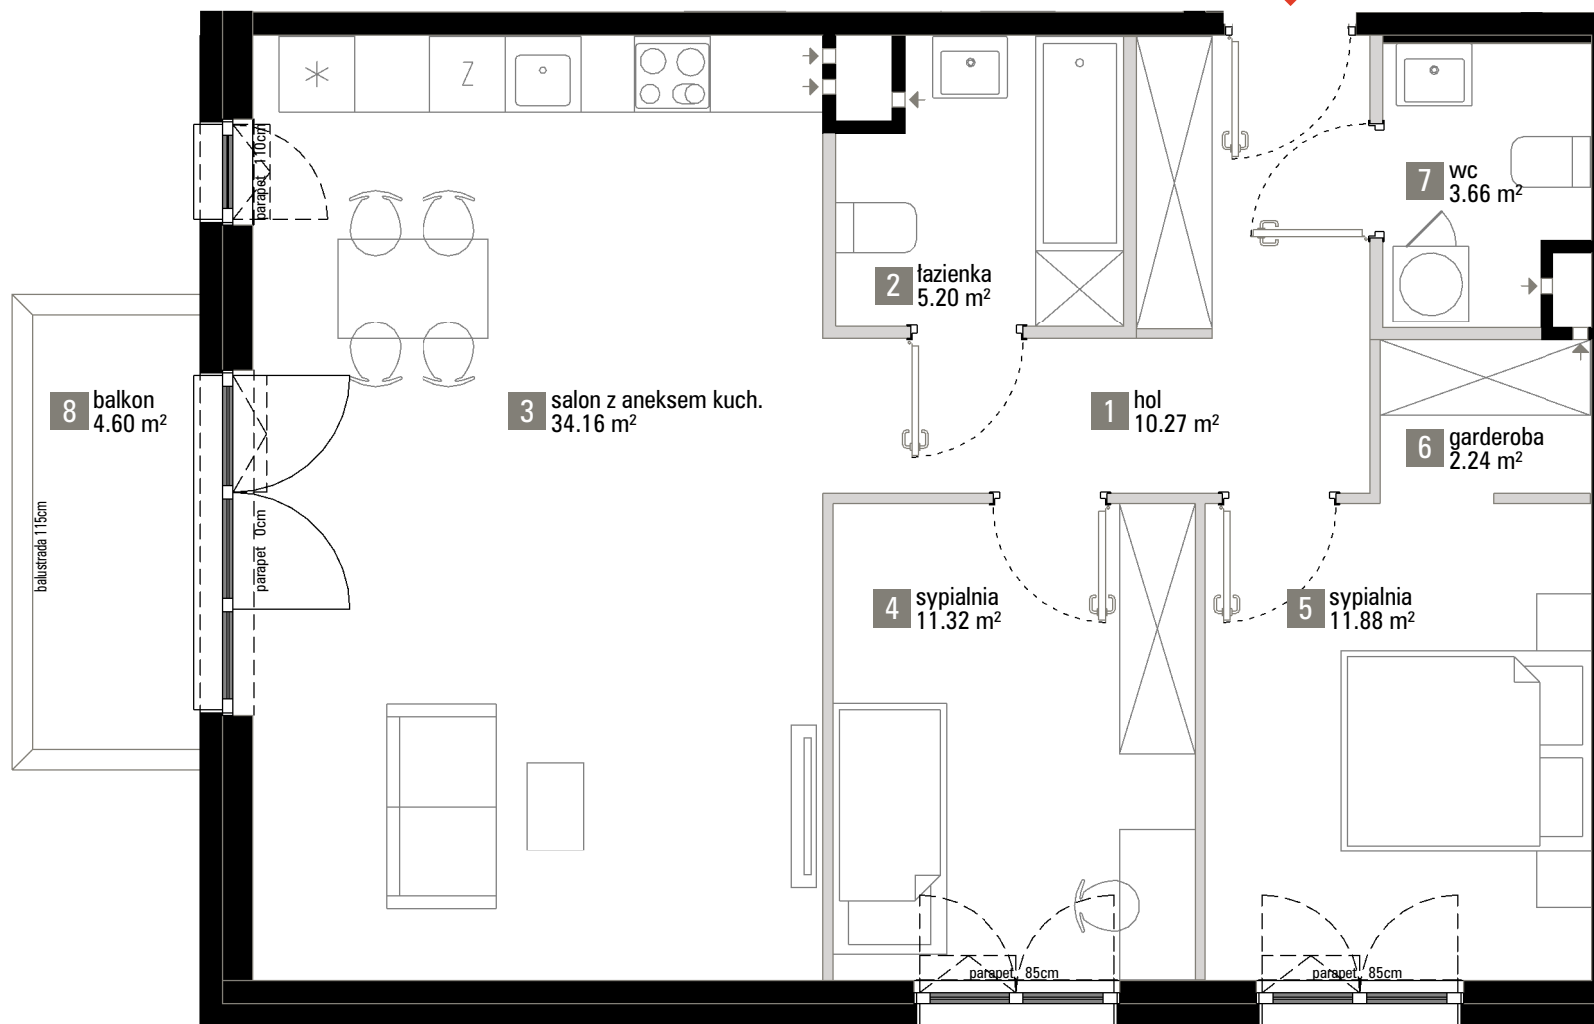 Z
parapet 110cm
7 wc
3.66 m²
2 łazienka
5.20 m²
8 balkon
4.60 m²
3 salon z aneksem kuch.
34.16 m²
1 hol
10.27 m²
6 garderoba
2.24 m²
balustrada 115cm
parapet 0cm
4 sypialnia
11.32 m²
5 sypialnia
11.88 m²
parapet 85cm
parapet 85cm